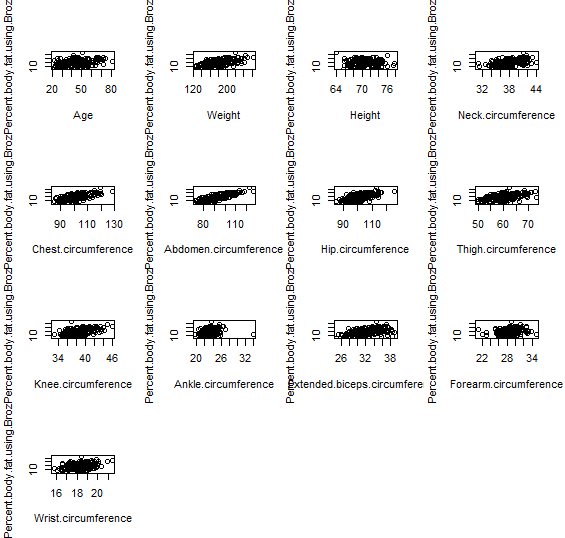 Percent.body.fat.using.Broz
Percent.body.fat.using.Broz
Percent.body.fat.using.Broz
Percent.body.fat.using.Broz
10
10
10
10
20 50 80
120 200
64 70 76
32 38 44
Age
Weight
Height
Neck.circumference
Percent.body.fat.using.Broz
Percent.body.fat.using.Broz
Percent.body.fat.using.Broz
Percent.body.fat.using.Broz
10
10
10
10
90 110 130
80 110
90 110
50 60 70
Chest.circumference
Abdomen.circumference
Hip.circumference
Thigh.circumference
Percent.body.fat.using.Broz
Percent.body.fat.using.Broz
Percent.body.fat.using.Broz
Percent.body.fat.using.Broz
10
10
10
10
34 40 46
20 26 32
26 32 38
22 28 34
Knee.circumference
Ankle.circumference
Extended.biceps.circumfere
Forearm.circumference
Percent.body.fat.using.Broz
10
16 18 20
Wrist.circumference